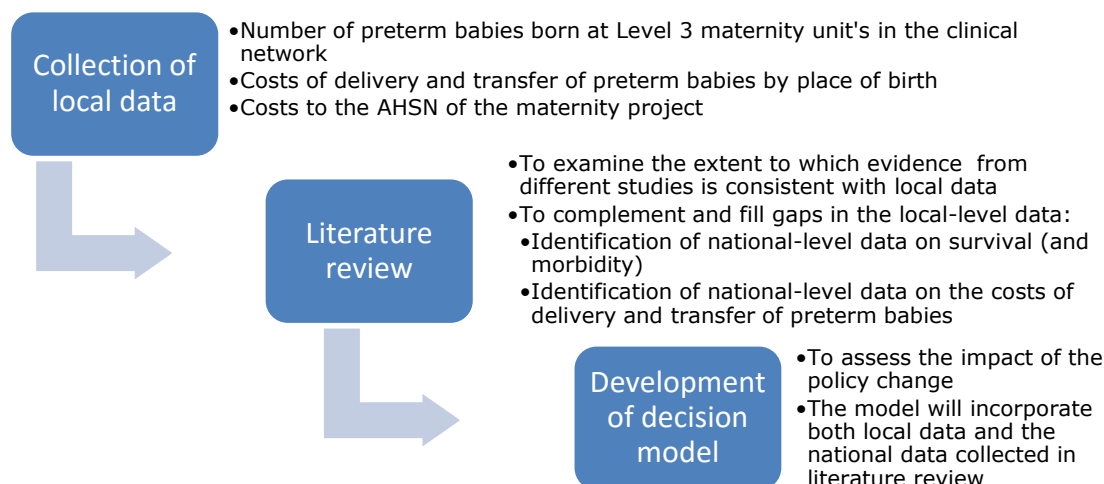 Collection of
local data
•Number of preterm babies born at Level 3 maternity unit's in the clinical
network
•Costs of delivery and transfer of preterm babies by place of birth
•Costs to the AHSN of the maternity project
Literature
review
•To examine the extent to which evidence from
different studies is consistent with local data
•To complement and fill gaps in the local-level data:
•Identification of national-level data on survival (and
morbidity)
•Identification of national-level data on the costs of
delivery and transfer of preterm babies
Development
of decision
model
•To assess the impact of the
policy change
•The model will incorporate
both local data and the
national data collected in
literature review